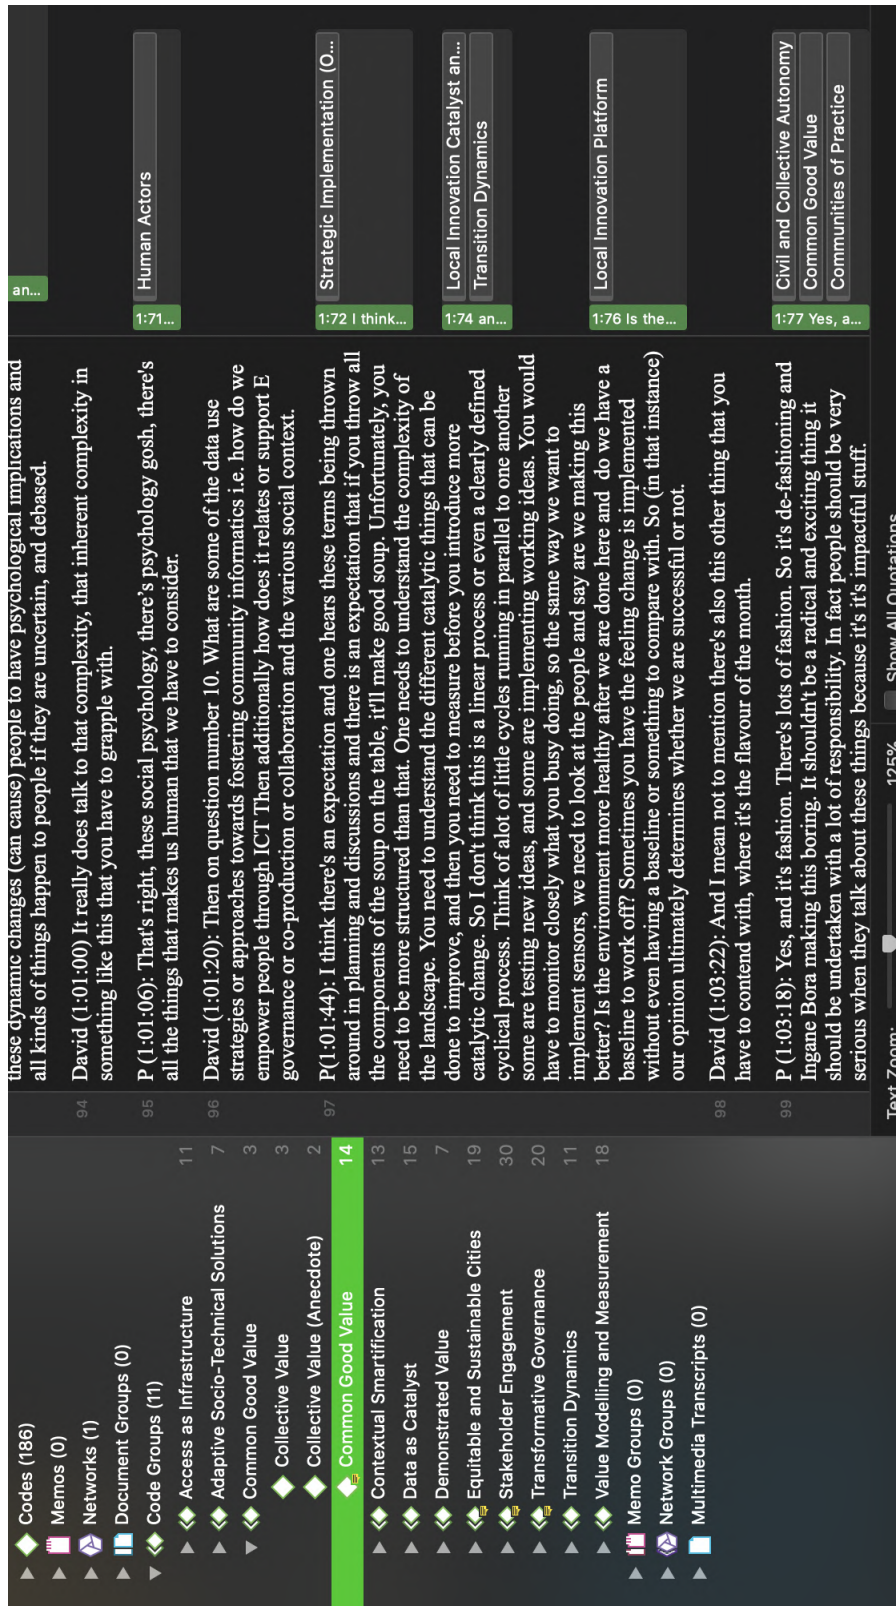 Codes (186)
Memos (0)
Networks (1)
Document Groups (0)
Code Groups (11)
Access as Infrastructure 11
Adaptive Socio-Technical Solutions 7
Common Good Value 3
Collective Value 3
Collective Value (Anecdote) 2
Common Good Value 14
Contextual Smartification 13
Data as Catalyst 15
Demonstrated Value 7
Equitable and Sustainable Cities 19
Stakeholder Engagement 30
Transformative Governance 20
Transition Dynamics 11
Value Modelling and Measurement 18
Memo Groups (0)
Network Groups (0)
Multimedia Transcripts (0)
these dynamic changes (can cause) people to have psychological implications and
all kinds of things happen to people if they are uncertain, and debased.
94
David (1:01:00) It really does talk to that complexity, that inherent complexity in
something like this that you have to grapple with.
95
P (1:01:06): That's right, these social psychology, there's psychology gosh, there's
all the things that makes us human that we have to consider.
96
David (1:01:20): Then on question number 10. What are some of the data use
strategies or approaches towards fostering community informatics i.e. how do we
empower people through ICT Then additionally how does it relates or support E
governance or co-production or collaboration and the various social context.
97
P(1:01:44): I think there's an expectation and one hears these terms being thrown
around in planning and discussions and there is an expectation that if you throw all
the components of the soup on the table, it'll make good soup. Unfortunately, you
need to be more structured than that. One needs to understand the complexity of
the landscape. You need to understand the different catalytic things that can be
done to improve, and then you need to measure before you introduce more
catalytic change. So I don't think this is a linear process or even a clearly defined
cyclical process. Think of alot of little cycles running in parallel to one another
some are testing new ideas, and some are implementing working ideas. You would
have to monitor closely what you busy doing, so the same way we want to
implement sensors, we need to look at the people and say are we making this
better? Is the environment more healthy after we are done here and do we have a
baseline to work off? Sometimes you have the feeling change is implemented
without even having a baseline or something to compare with. So (in that instance)
our opinion ultimately determines whether we are successful or not.
98
David (1:03:22): And I mean not to mention there's also this other thing that you
have to contend with, where it's the flavour of the month.
99
P (1:03:18): Yes, and it's fashion. There's lots of fashion. So it's de-fashioning and
Ingane Bora making this boring. It shouldn't be a radical and exciting thing it
should be undertaken with a lot of responsibility. In fact people should be very
serious when they talk about these things because it's it's impactful stuff.
Text Zoom 125% Show All Quotations
an...
1:71...
Human Actors
1:72 I think...
Strategic Implementation (O...
1:74 an...
Local Innovation Catalyst an...
Transition Dynamics
1:76 Is the...
Local Innovation Platform
1:77 Yes, a...
Civil and Collective Autonomy
Common Good Value
Communities of Practice